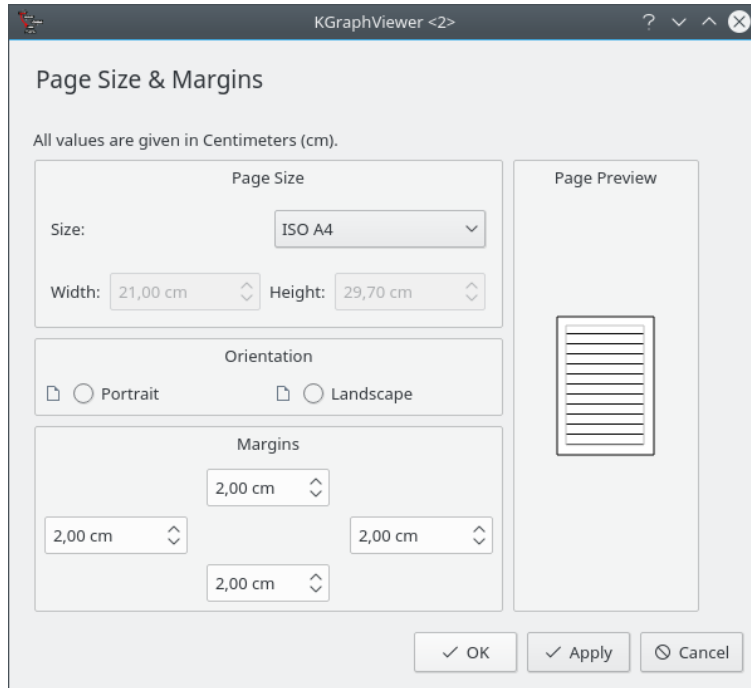 KGraphViewer <2>
Page Size & Margins
All values are given in Centimeters (cm).
Page Size
Size:
ISO A4
Width:
21,00 cm
Height:
29,70 cm
Orientation
Portrait
Landscape
Margins
2,00 cm
2,00 cm
2,00 cm
2,00 cm
Page Preview
OK
Apply
Cancel